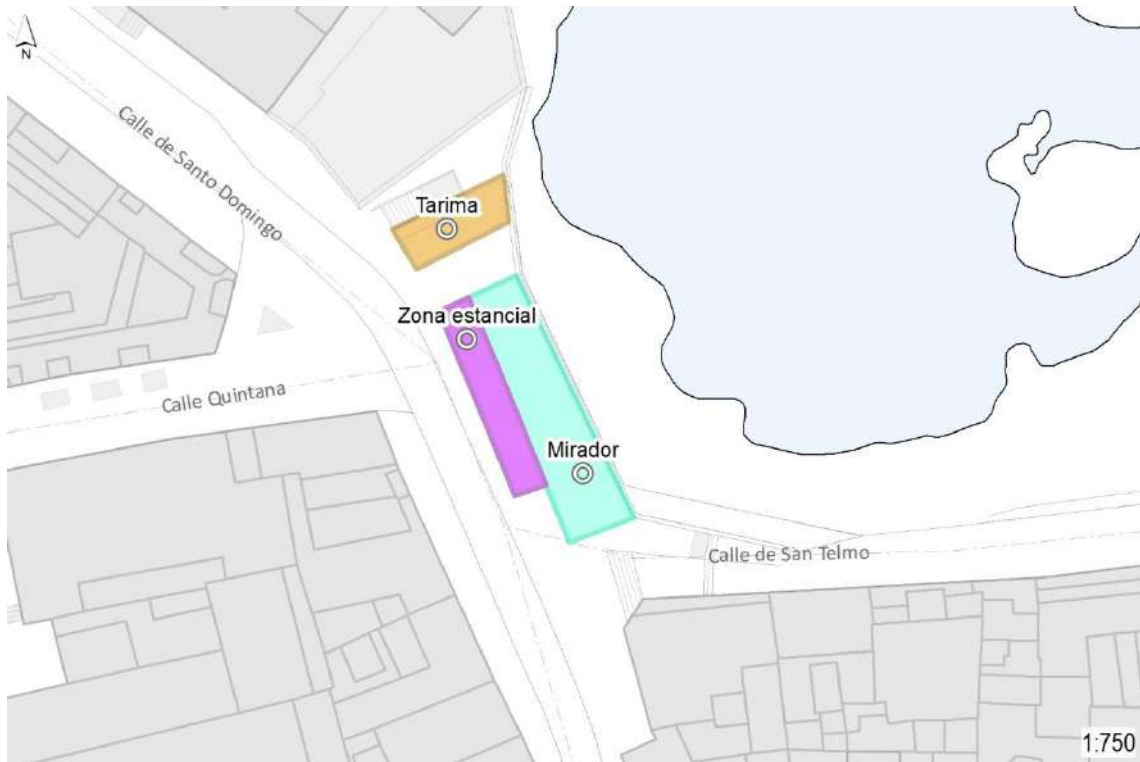 N
Calle de Santo Domingo
Tarima
Zona estancial
Calle Quintana
Mirador
Calle de San Telmo
1:750